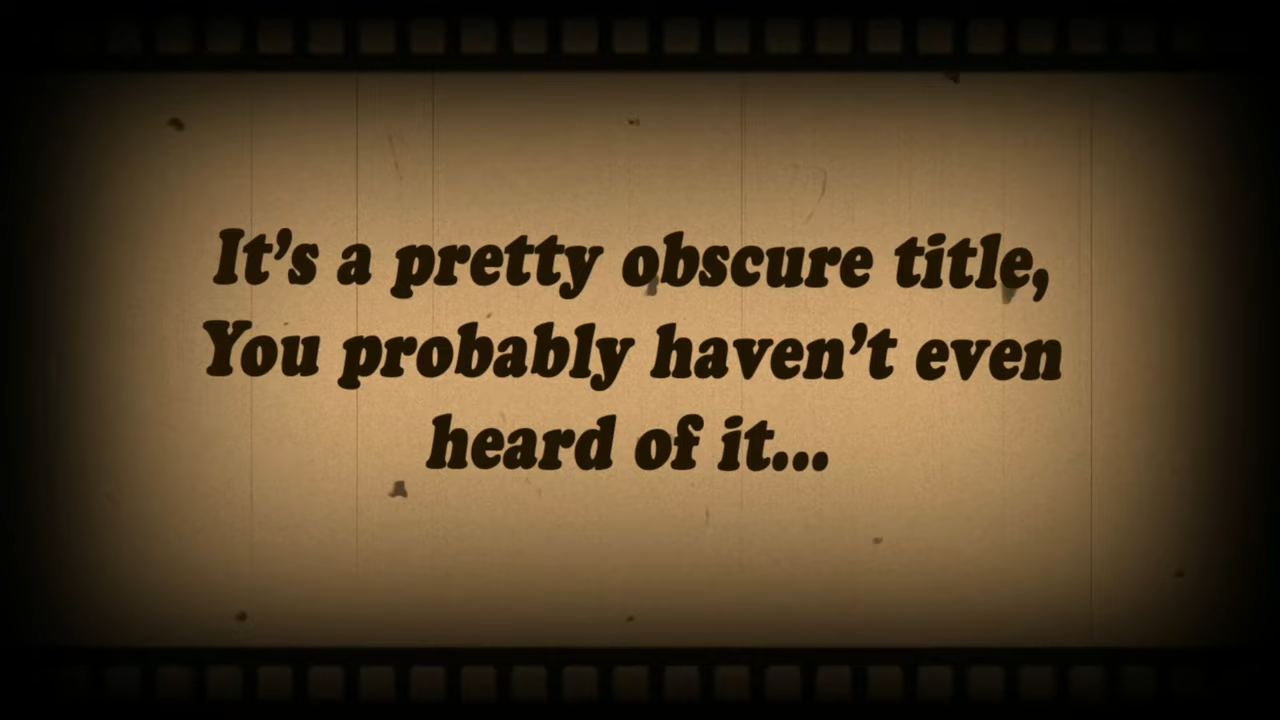 It’s a pretty obscure title,
You probably haven’t even
heard of it...